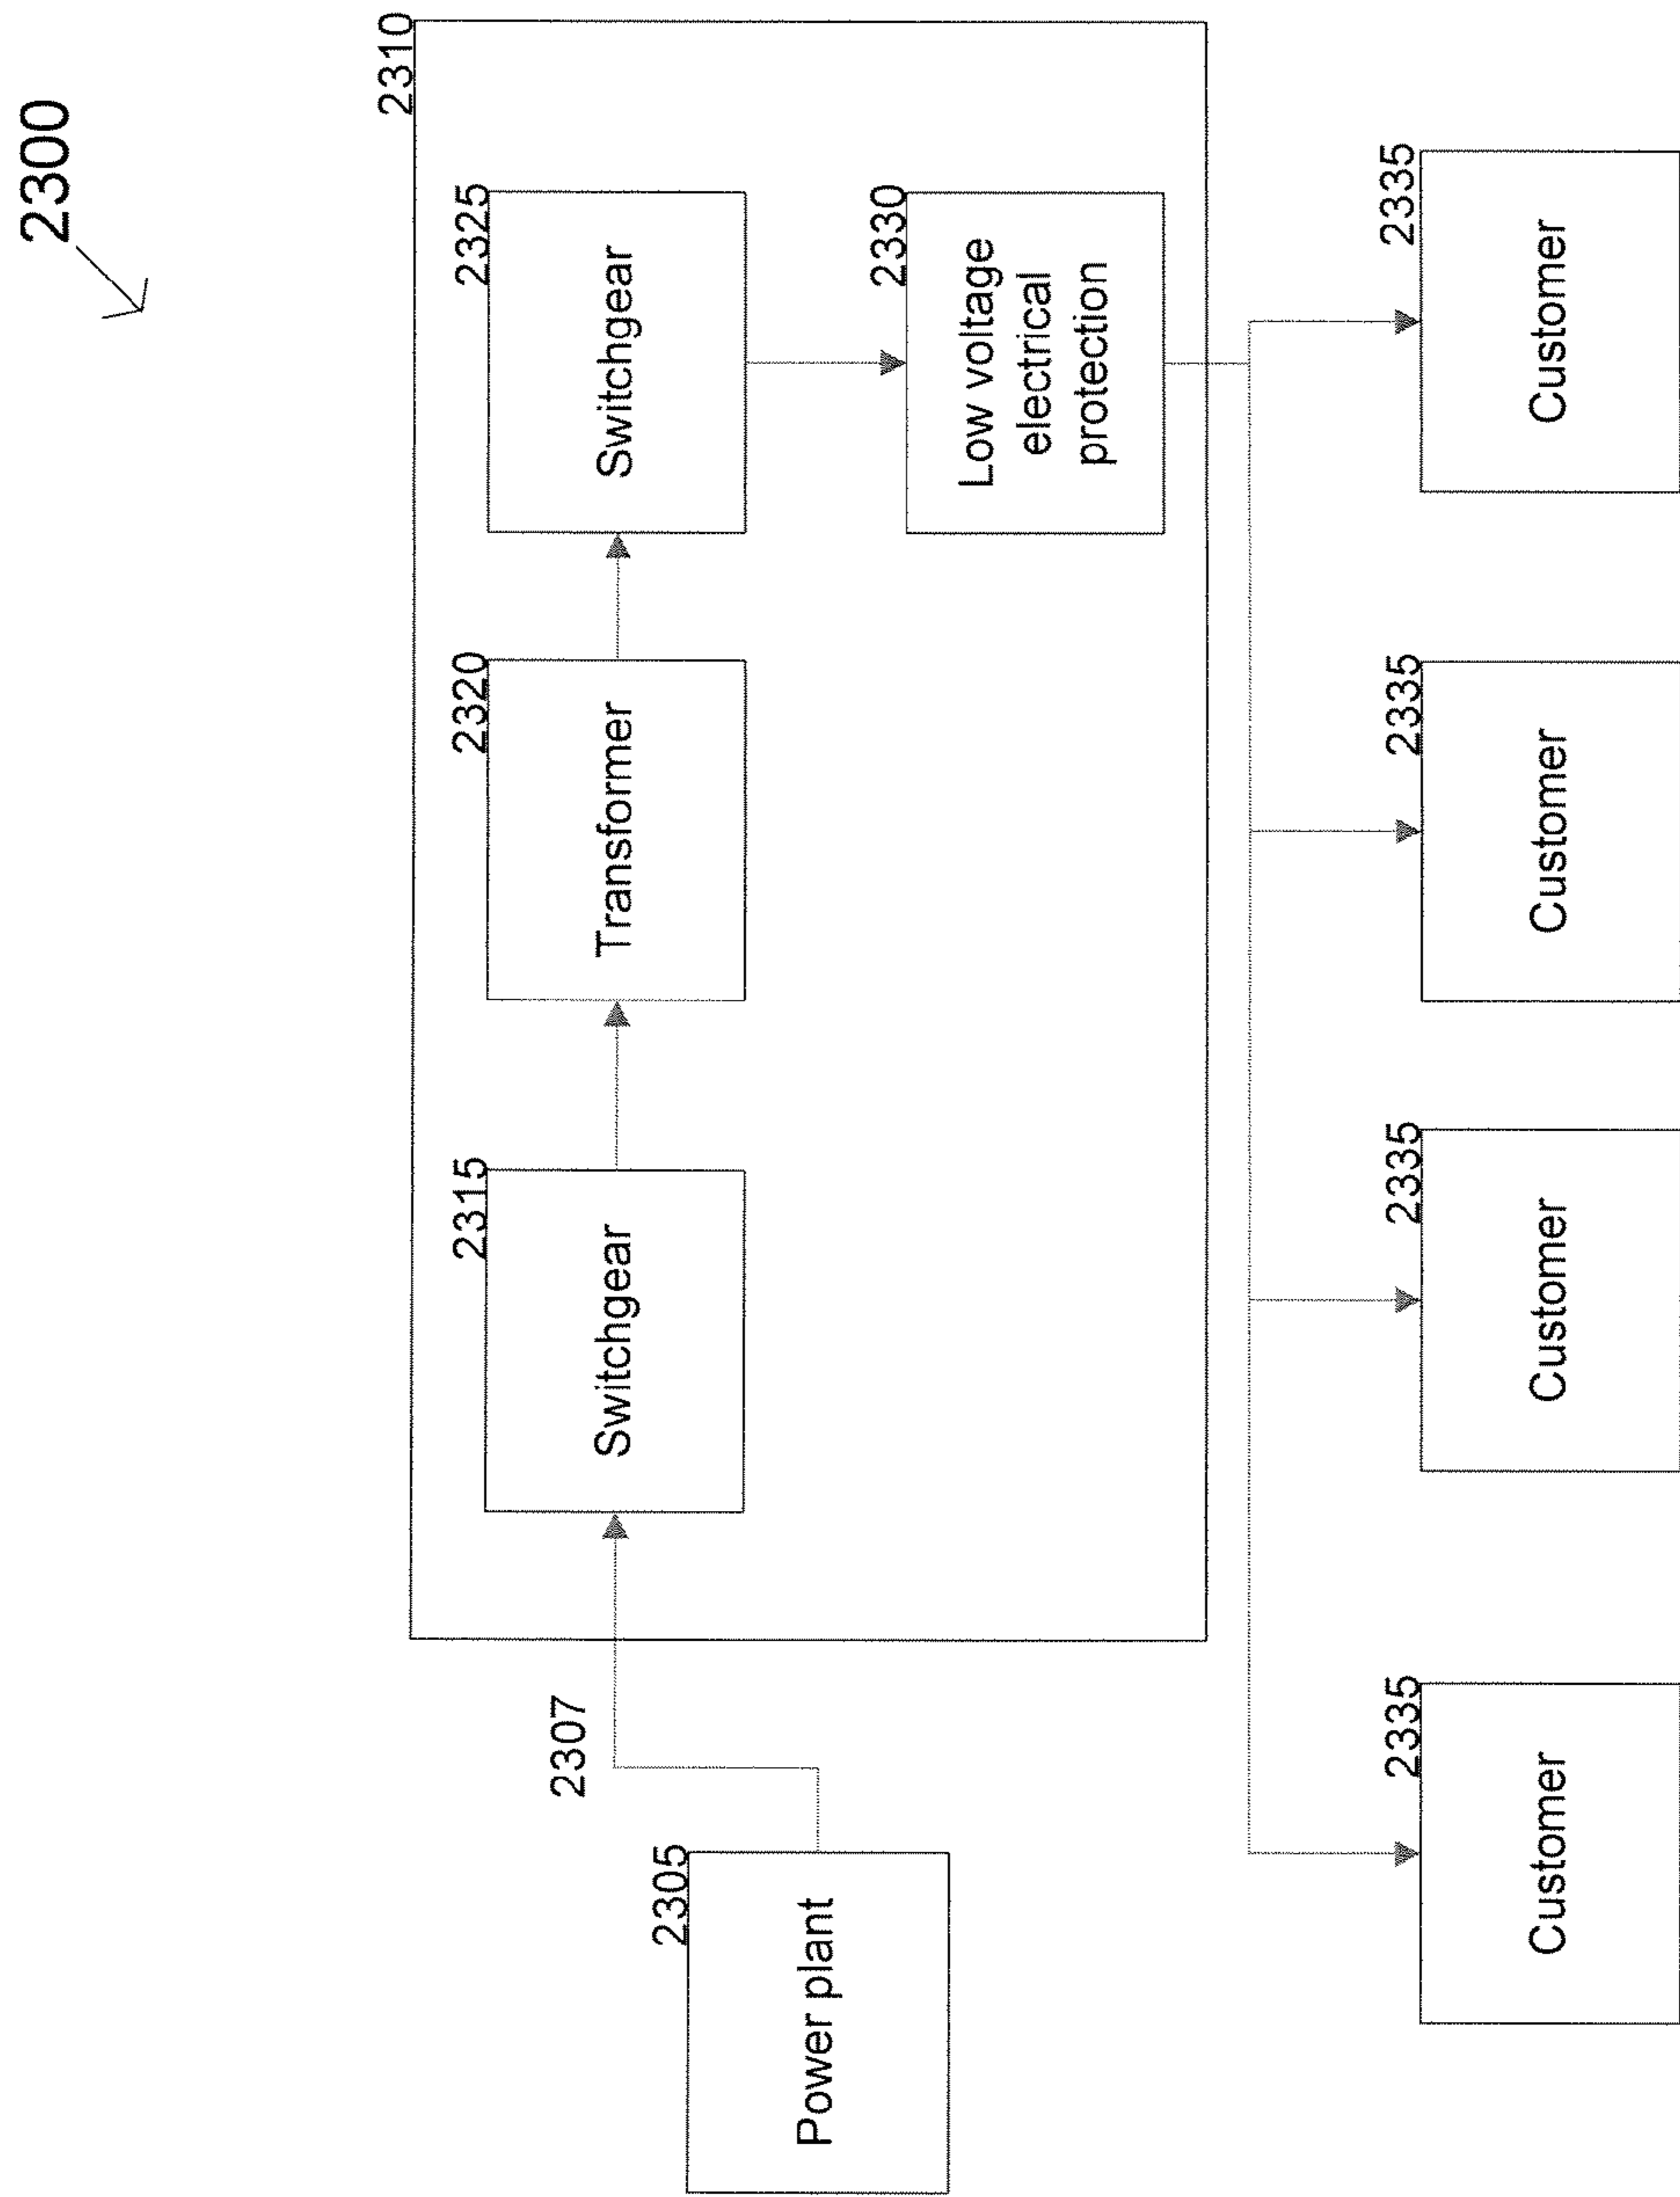 2300
2310
2315
Switchgear
2320
Transformer
2325
Switchgear
2307
2305
Power plant
2330
Low voltage
electrical
protection
2335
Customer
2335
Customer
2335
Customer
2335
Customer